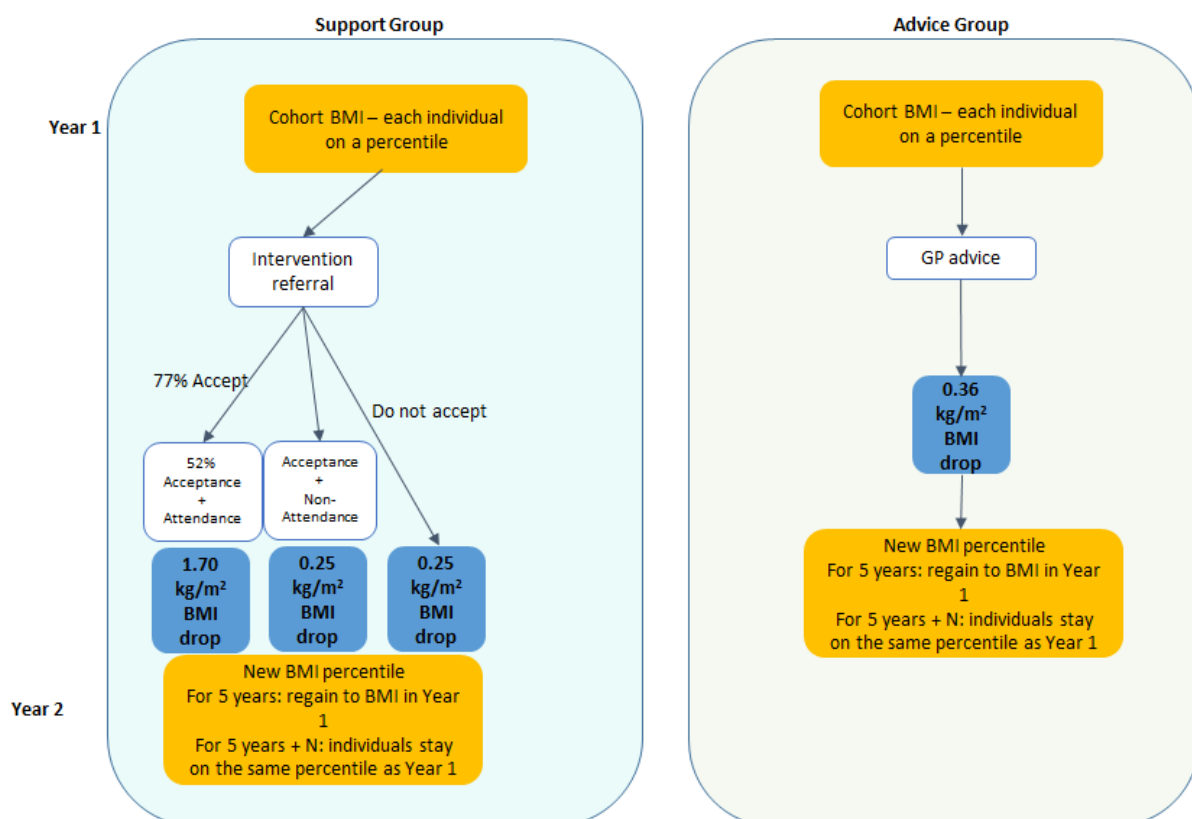 Support Group
Advice Group
Year 1
Cohort BMI – each individual
on a percentile
Cohort BMI – each individual
on a percentile
Intervention
referral
GP advice
77% Accept
Do not accept
52%
Acceptance
+
Attendance
Acceptance
+
Non-
Attendance
0.36
kg/m²
BMI
drop
1.70
kg/m²
BMI
drop
0.25
kg/m²
BMI
drop
0.25
kg/m²
BMI
drop
New BMI percentile
For 5 years: regain to BMI in Year
1
For 5 years + N: individuals stay
on the same percentile as Year 1
Year 2
New BMI percentile
For 5 years: regain to BMI in Year
1
For 5 years + N: individuals stay
on the same percentile as Year 1